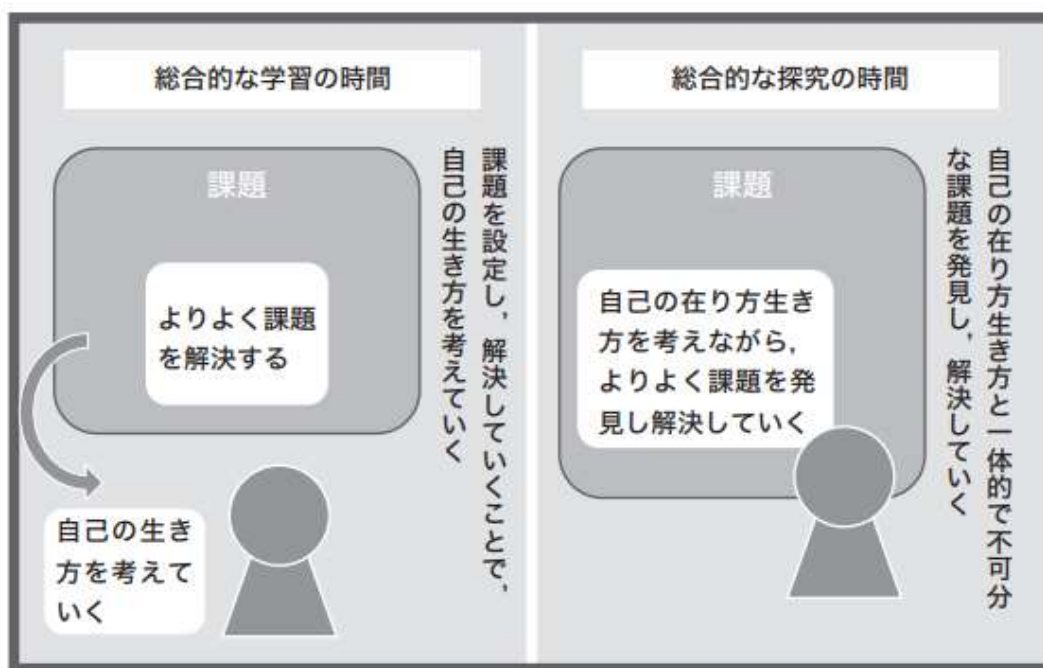 総合的な学習の時間
課題
よりよく課題
を解決する
自己の生き
方を考えて
いく
課題を設定し，解決していくことで，
自己の生き方を考えていく
総合的な探究の時間
課題
自己の在り方生き
方を考えながら，
よりよく課題を発
見し解決していく
自己の在り方生き方と一体的で不可分
な課題を発見し，解決していく